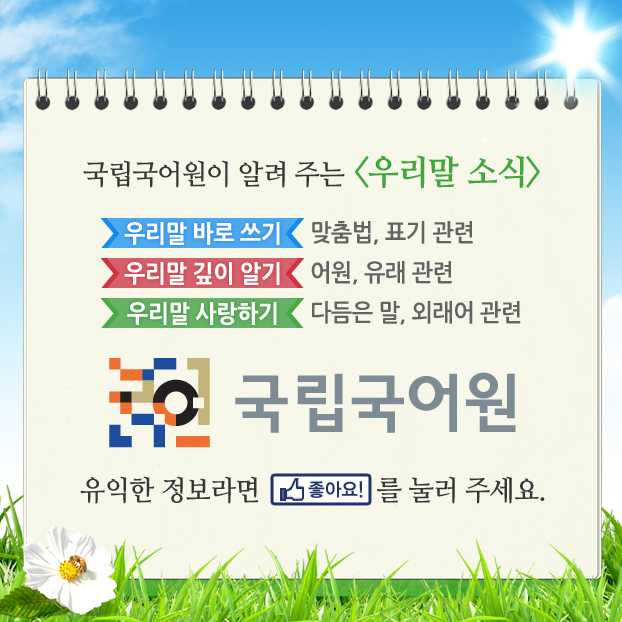 국립국어원이 알려 주는 〈우리말 소식〉
우리말 바로 쓰기 맞춤법, 표기 관련
우리말 깊이 알기 어원, 유래 관련
우리말 사랑하기 다듬은 말, 외래어 관련
국립국어원
유익한 정보라면 좋아요! 를 눌러 주세요.